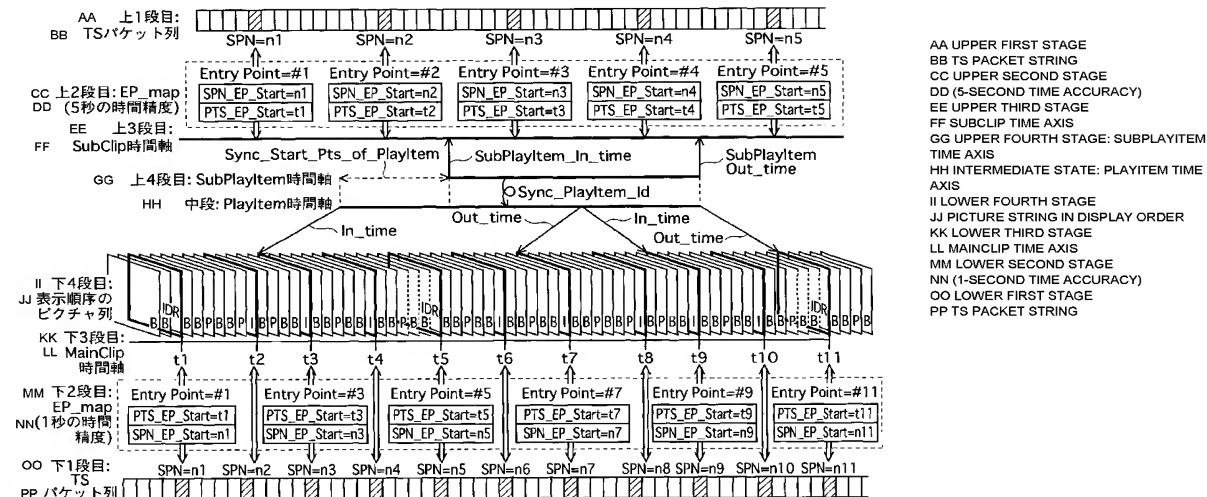 AA 上1段目:
BB TSパケット列
SPN=n1 SPN=n2 SPN=n3 SPN=n4 SPN=n5
CC 上2段目: EP_map
DD (5秒の時間精度)
Entry Point=#1 Entry Point=#2 Entry Point=#3 Entry Point=#4 Entry Point=#5
SPN_EP_Start=n1 SPN_EP_Start=n2 SPN_EP_Start=n3 SPN_EP_Start=n4 SPN_EP_Start=n5
PTS_EP_Start=t1 PTS_EP_Start=t2 PTS_EP_Start=t3 PTS_EP_Start=t4 PTS_EP_Start=t5
EE 上3段目:
FF SubClip時間軸
Sync_Start_Pts_of_PlayItem
SubPlayItem_In_time
SubPlayItem
Out_time
GG 上4段目: SubPlayItem時間軸
Sync_PlayItem_Id
HH 中段: PlayItem時間軸
In_time
Out_time
In_time
Out_time
II 下4段目:
JJ 表示順序の
ピクチャ列
IDR IDR IDR
KK 下3段目:
LL MainClip
時間軸
t1 t2 t3 t4 t5 t6 t7 t8 t9 t10 t11
MM 下2段目:
EP_map
NN(1秒の時間
精度)
Entry Point=#1 Entry Point=#3 Entry Point=#5 Entry Point=#7 Entry Point=#9 Entry Point=#11
PTS_EP_Start=t1 PTS_EP_Start=t3 PTS_EP_Start=t5 PTS_EP_Start=t7 PTS_EP_Start=t9 PTS_EP_Start=t11
SPN_EP_Start=n1 SPN_EP_Start=n3 SPN_EP_Start=n5 SPN_EP_Start=n7 SPN_EP_Start=n9 SPN_EP_Start=n11
OO 下1段目:
TS
PP パケット列
SPN=n1 SPN=n2 SPN=n3 SPN=n4 SPN=n5 SPN=n6 SPN=n7 SPN=n8 SPN=n9 SPN=n10 SPN=n11
AA UPPER FIRST STAGE
BB TS PACKET STRING
CC UPPER SECOND STAGE
DD (5-SECOND TIME ACCURACY)
EE UPPER THIRD STAGE
FF SUBCLIP TIME AXIS
GG UPPER FOURTH STAGE: SUBPLAYITEM
TIME AXIS
HH INTERMEDIATE STATE: PLAYITEM TIME
AXIS
II LOWER FOURTH STAGE
JJ PICTURE STRING IN DISPLAY ORDER
KK LOWER THIRD STAGE
LL MAINCLIP TIME AXIS
MM LOWER SECOND STAGE
NN (1-SECOND TIME ACCURACY)
OO LOWER FIRST STAGE
PP TS PACKET STRING